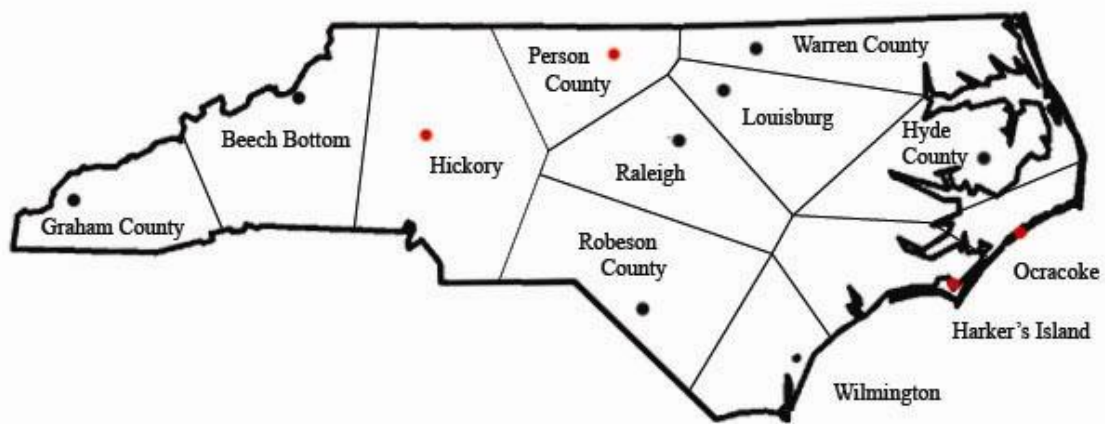 Person
County
Warren County
Beech Bottom
Hickory
Louisburg
Hyde
County
Raleigh
Graham County
Robeson
County
Ocracoke
Harker's Island
Wilmington